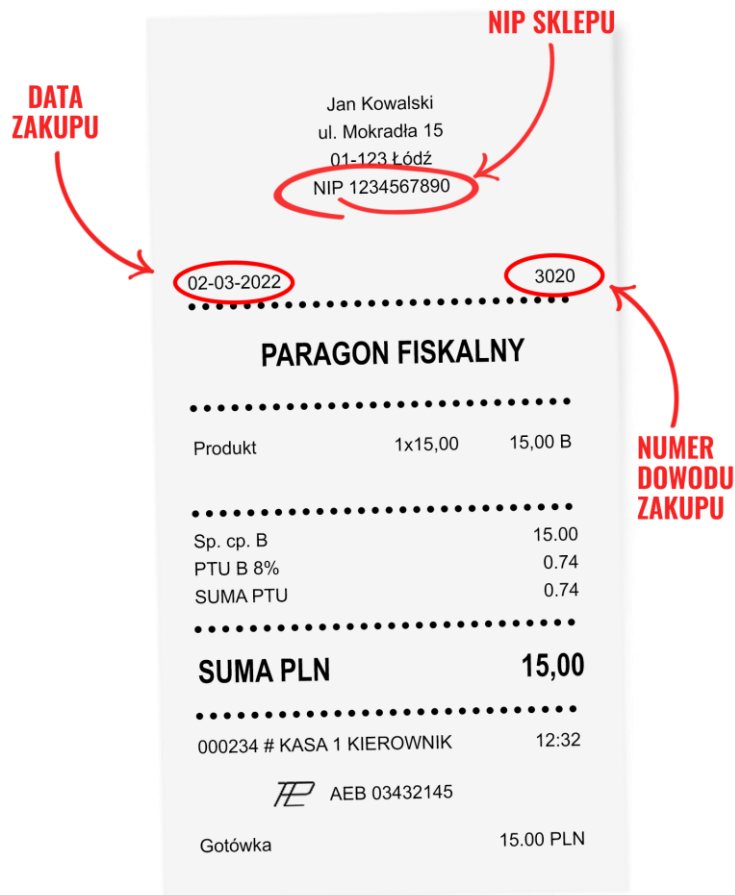 NIP SKLEPU
DATA
ZAKUPU
Jan Kowalski
ul. Mokradła 15
01-123 Łódź
NIP 1234567890
02-03-2022 3020
PARAGON FISKALNY
Produkt 1x15,00 15,00 B
NUMER
DOWODU
ZAKUPU
Sp. cp. B 15.00
PTU B 8% 0.74
SUMA PTU 0.74
SUMA PLN 15,00
000234 # KASA 1 KIEROWNIK 12:32
AEB 03432145
Gotówka 15.00 PLN